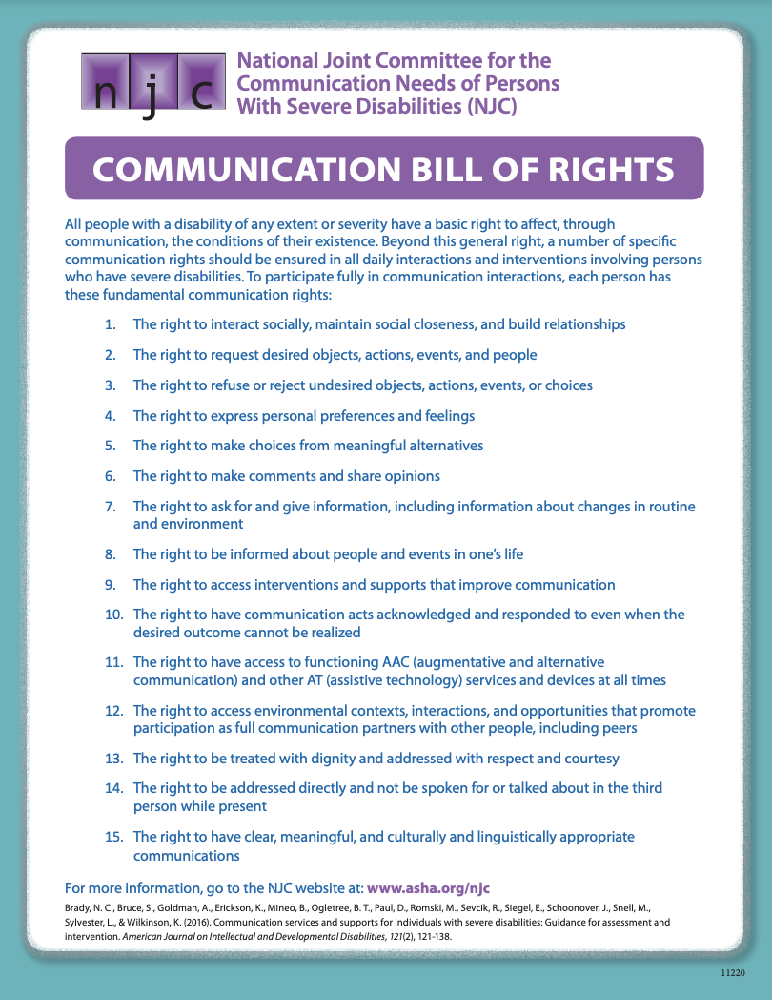 njc
National Joint Committee for the
Communication Needs of Persons
With Severe Disabilities (NJC)
COMMUNICATION BILL OF RIGHTS
All people with a disability of any extent or severity have a basic right to affect, through
communication, the conditions of their existence. Beyond this general right, a number of specific
communication rights should be ensured in all daily interactions and interventions involving persons
who have severe disabilities. To participate fully in communication interactions, each person has
these fundamental communication rights:
1. The right to interact socially, maintain social closeness, and build relationships
2. The right to request desired objects, actions, events, and people
3. The right to refuse or reject undesired objects, actions, events, or choices
4. The right to express personal preferences and feelings
5. The right to make choices from meaningful alternatives
6. The right to make comments and share opinions
7. The right to ask for and give information, including information about changes in routine
and environment
8. The right to be informed about people and events in one’s life
9. The right to access interventions and supports that improve communication
10. The right to have communication acts acknowledged and responded to even when the
desired outcome cannot be realized
11. The right to have access to functioning AAC (augmentative and alternative
communication) and other AT (assistive technology) services and devices at all times
12. The right to access environmental contexts, interactions, and opportunities that promote
participation as full communication partners with other people, including peers
13. The right to be treated with dignity and addressed with respect and courtesy
14. The right to be addressed directly and not be spoken for or talked about in the third
person while present
15. The right to have clear, meaningful, and culturally and linguistically appropriate
communications
For more information, go to the NJC website at: www.asha.org/njc
Brady, N. C., Bruce, S., Goldman, A., Erickson, K., Mineo, B., Ogletree, B. T., Paul, D., Romski, M., Sevcik, R., Siegel, E., Schoonover, J., Snell, M.,
Sylvester, L., & Wilkinson, K. (2016). Communication services and supports for individuals with severe disabilities: Guidance for assessment and
intervention. American Journal on Intellectual and Developmental Disabilities, 121(2), 121-138.
11220